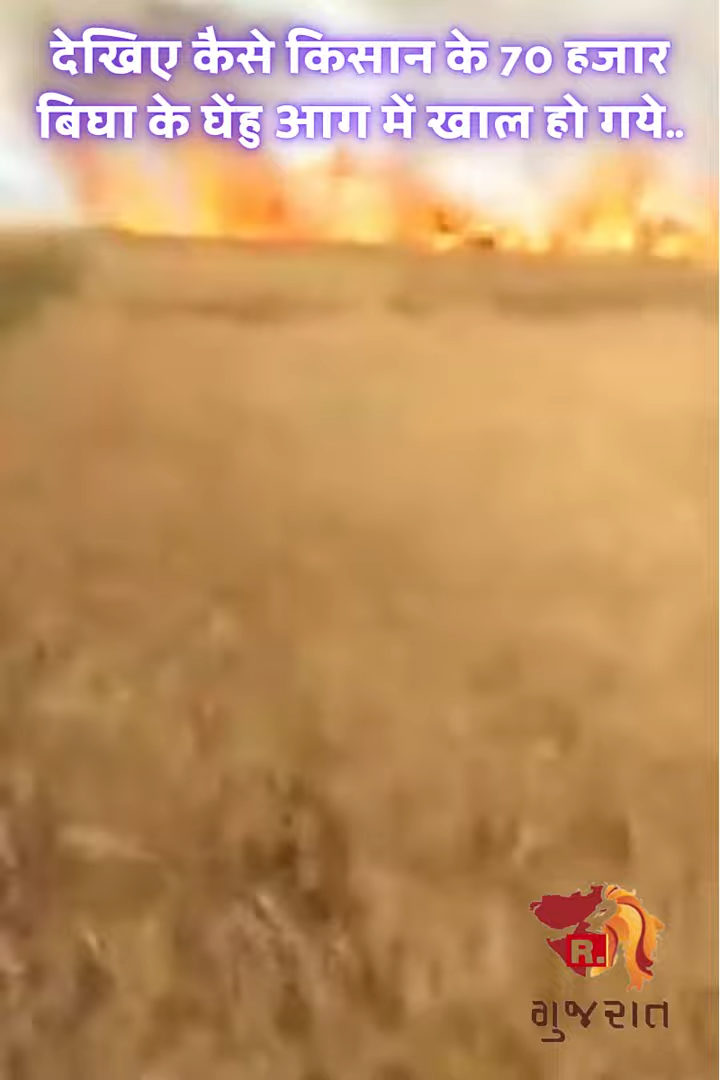 देखिए कैसे किसान के 70 हजार
बिघा के घेंहु आग में खाल हो गये..
R.
ગુજરાત